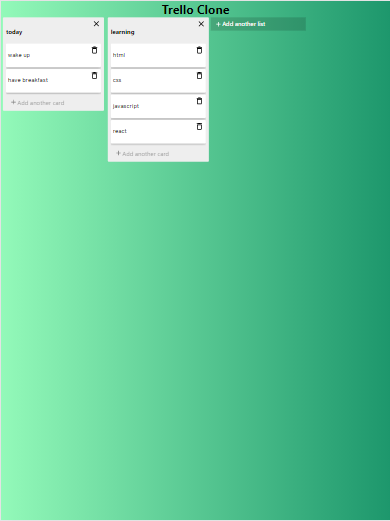 Trello Clone
today
wake up
have breakfast
+ Add another card
learning
html
css
javascript
react
+ Add another card
+ Add another list